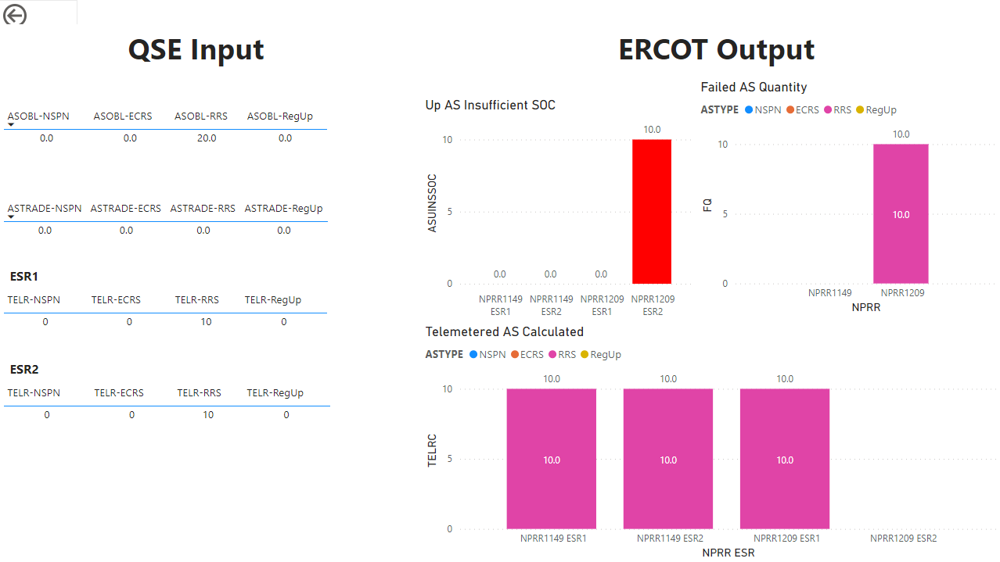 QSE Input
ASOBL-NSPN ASOBL-ECRS ASOBL-RRS ASOBL-RegUp
0.0 0.0 20.0 0.0
ASTRADE-NSPN ASTRADE-ECRS ASTRADE-RRS ASTRADE-RegUp
0.0 0.0 0.0 0.0
ESR1
TELR-NSPN TELR-ECRS TELR-RRS TELR-RegUp
0 0 10 0
ESR2
TELR-NSPN TELR-ECRS TELR-RRS TELR-RegUp
0 0 10 0
ERCOT Output
Up AS Insufficient SOC
10.0
10
ASUINSSOC
5
0.0 0.0 0.0
0
NPRR1149 NPRR1149 NPRR1209 NPRR1209
ESR1 ESR2 ESR1 ESR2
Failed AS Quantity
ASTYPE NSPN ECRS RRS RegUp
10.0
10
FQ
5
10.0
0
NPRR1149 NPRR1209
NPRR
Telemetered AS Calculated
ASTYPE NSPN ECRS RRS RegUp
10.0 10.0 10.0
10
TELRC
5
10.0 10.0 10.0
0
NPRR1149 ESR1 NPRR1149 ESR2 NPRR1209 ESR1 NPRR1209 ESR2
NPRR ESR